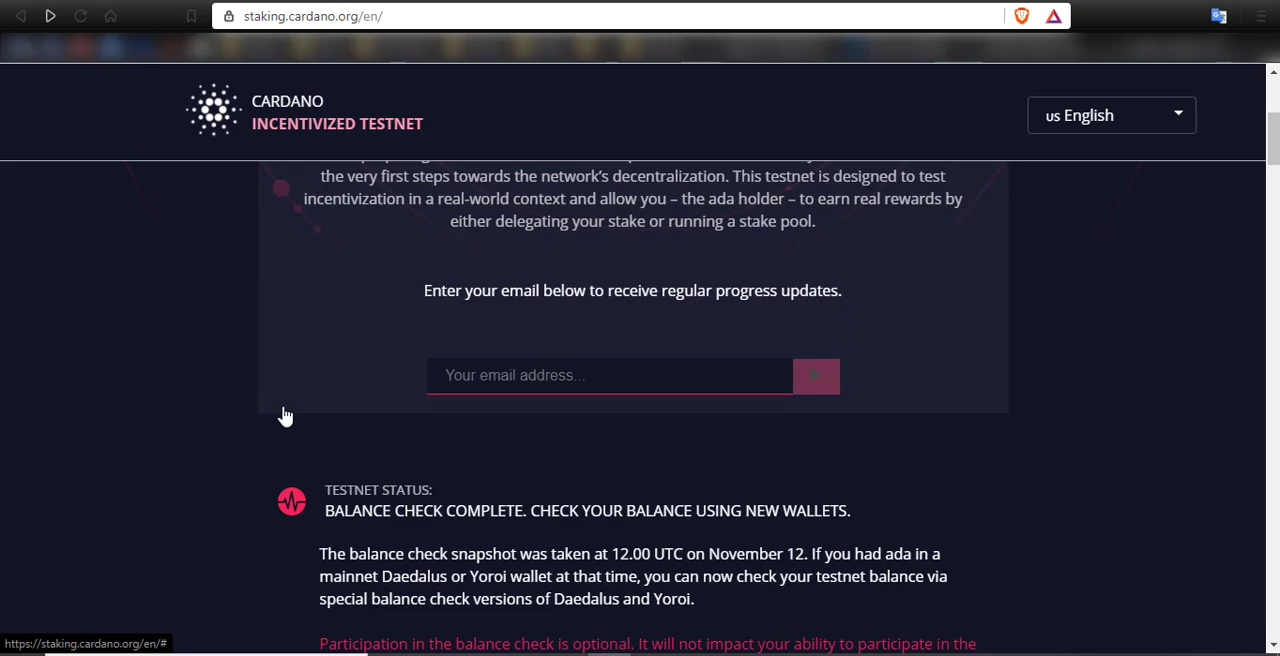 staking.cardano.org/en/
CARDANO
INCENTIVIZED TESTNET
us English
the very first steps towards the network's decentralization. This testnet is designed to test
incentivization in a real-world context and allow you – the ada holder – to earn real rewards by
either delegating your stake or running a stake pool.
Enter your email below to receive regular progress updates.
Your email address...
TESTNET STATUS:
BALANCE CHECK COMPLETE. CHECK YOUR BALANCE USING NEW WALLETS.
The balance check snapshot was taken at 12.00 UTC on November 12. If you had ada in a
mainnet Daedalus or Yoroi wallet at that time, you can now check your testnet balance via
special balance check versions of Daedalus and Yoroi.
Participation in the balance check is optional. It will not impact your ability to participate in the
https://staking.cardano.org/en/#